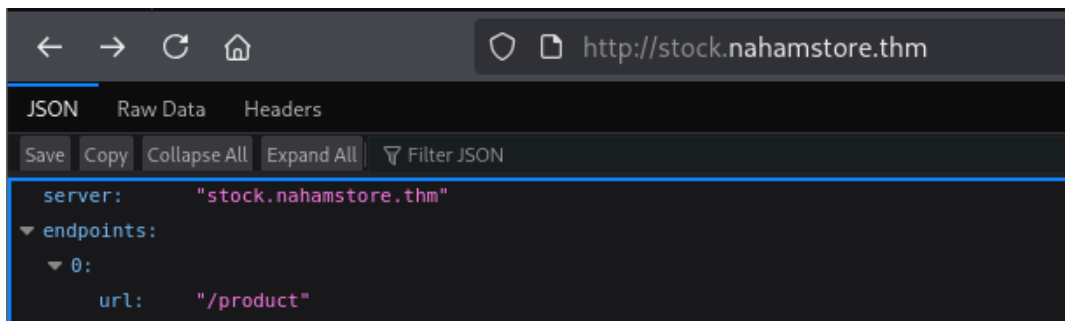 http://stock.nahamstore.thm
JSON Raw Data Headers
Save Copy Collapse All Expand All Filter JSON
server: "stock.nahamstore.thm"
endpoints:
0:
url: "/product"